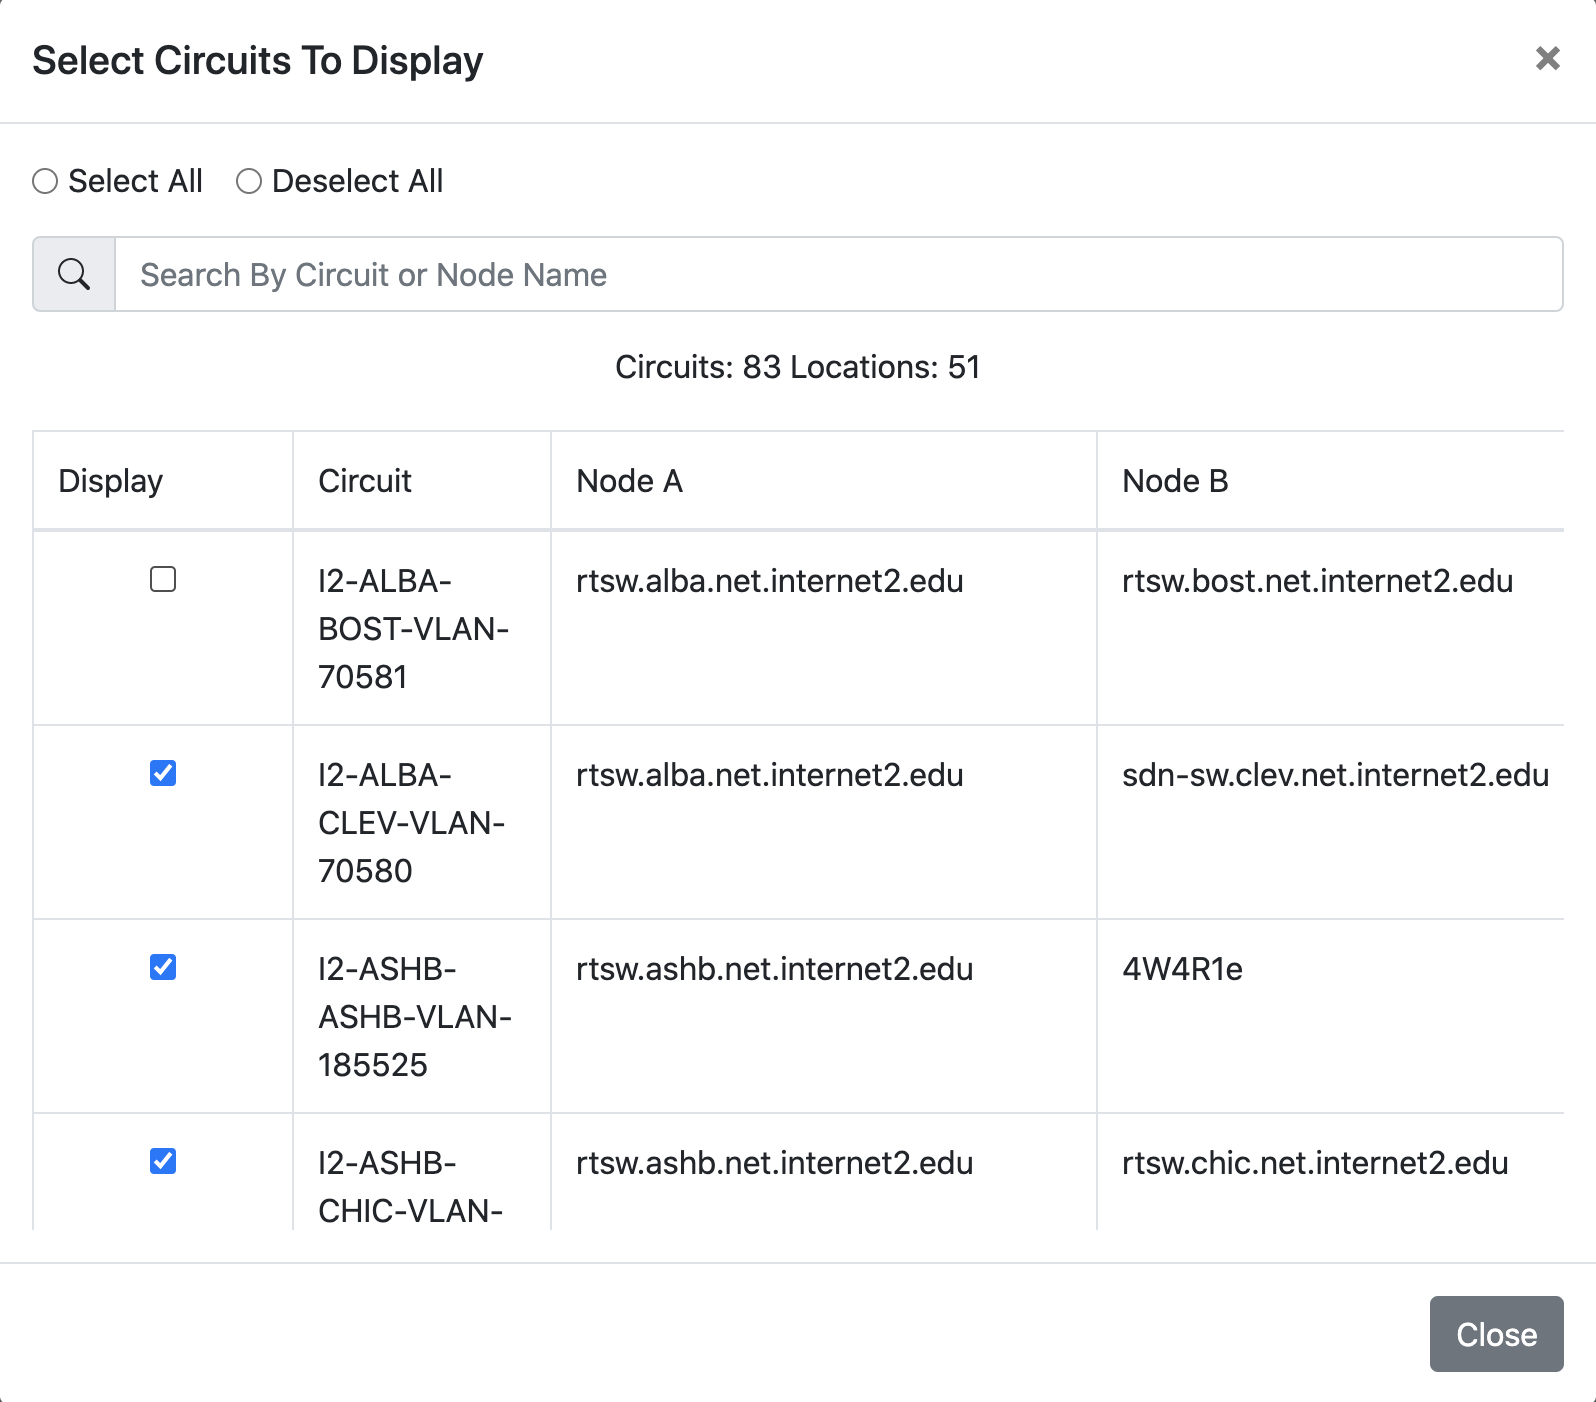 Select Circuits To Display
Select All Deselect All
Search By Circuit or Node Name
Circuits: 83 Locations: 51
Display Circuit Node A Node B
I2-ALBA- rtsw.alba.net.internet2.edu rtsw.bost.net.internet2.edu
BOST-VLAN-
70581
I2-ALBA- rtsw.alba.net.internet2.edu sdn-sw.clev.net.internet2.edu
CLEV-VLAN-
70580
I2-ASHB- rtsw.ashb.net.internet2.edu 4W4R1e
ASHB-VLAN-
185525
I2-ASHB- rtsw.ashb.net.internet2.edu rtsw.chic.net.internet2.edu
CHIC-VLAN-
Close